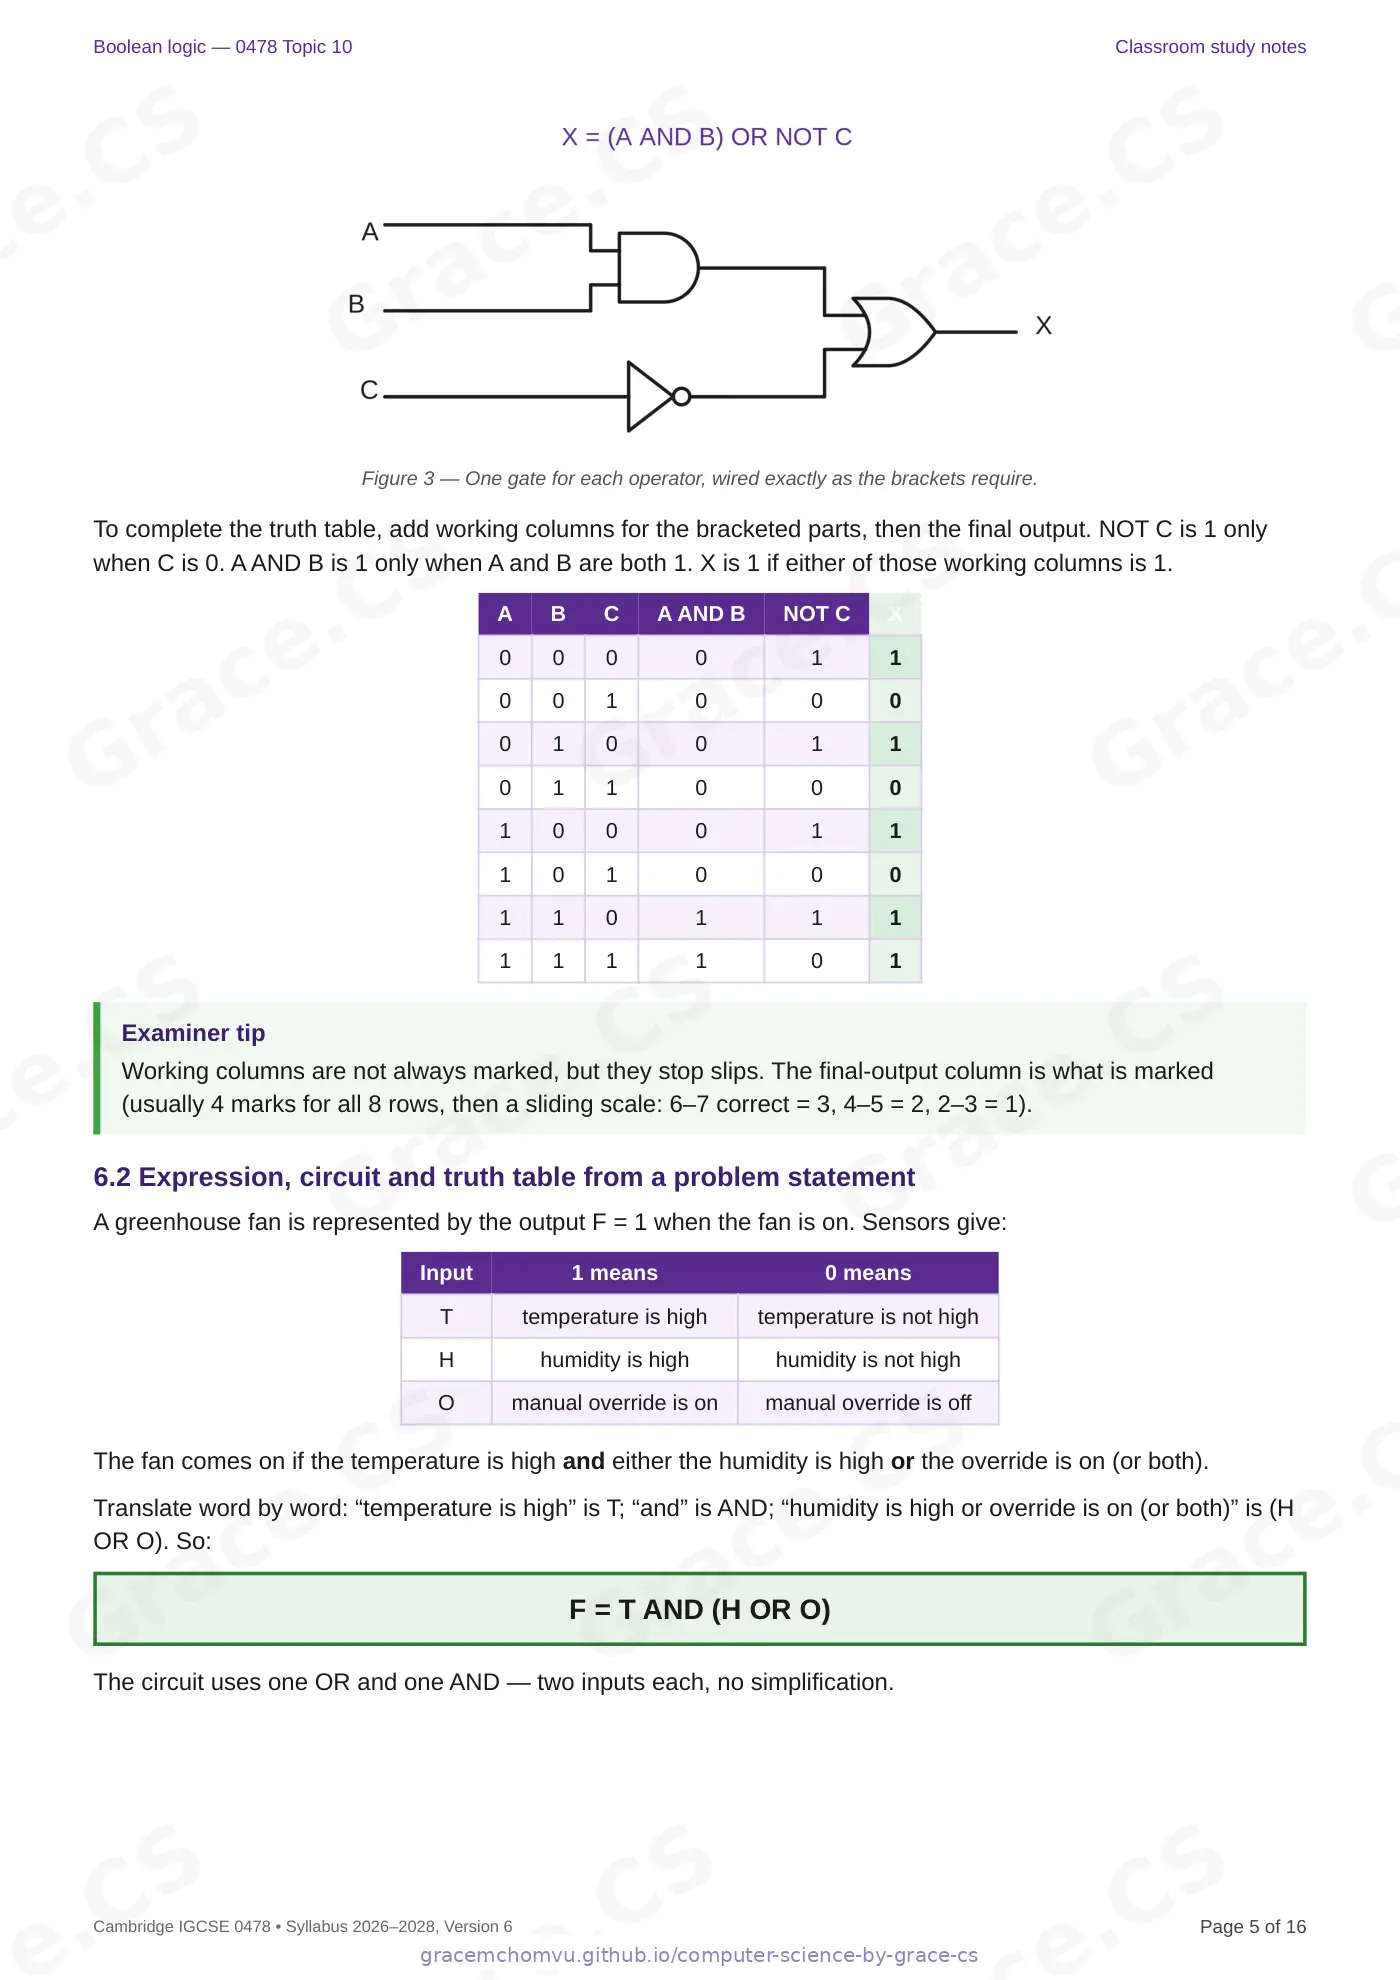 Boolean logic — 0478 Topic 10
Classroom study notes
X = (A AND B) OR NOT C
A
B
X
C
Figure 3 — One gate for each operator, wired exactly as the brackets require.
To complete the truth table, add working columns for the bracketed parts, then the final output. NOT C is 1 only
when C is 0. A AND B is 1 only when A and B are both 1. X is 1 if either of those working columns is 1.
A B C A AND B NOT C X
0 0 0 0 1 1
0 0 1 0 0 0
0 1 0 0 1 1
0 1 1 0 0 0
1 0 0 0 1 1
1 0 1 0 0 0
1 1 0 1 1 1
1 1 1 1 0 1
Examiner tip
Working columns are not always marked, but they stop slips. The final-output column is what is marked
(usually 4 marks for all 8 rows, then a sliding scale: 6–7 correct = 3, 4–5 = 2, 2–3 = 1).
6.2 Expression, circuit and truth table from a problem statement
A greenhouse fan is represented by the output F = 1 when the fan is on. Sensors give:
Input 1 means 0 means
T temperature is high temperature is not high
H humidity is high humidity is not high
O manual override is on manual override is off
The fan comes on if the temperature is high and either the humidity is high or the override is on (or both).
Translate word by word: “temperature is high” is T; “and” is AND; “humidity is high or override is on (or both)” is (H
OR O). So:
F = T AND (H OR O)
The circuit uses one OR and one AND — two inputs each, no simplification.
Cambridge IGCSE 0478 • Syllabus 2026–2028, Version 6
Page 5 of 16
gracemchomvu.github.io/computer-science-by-grace-cs
Grace.CS